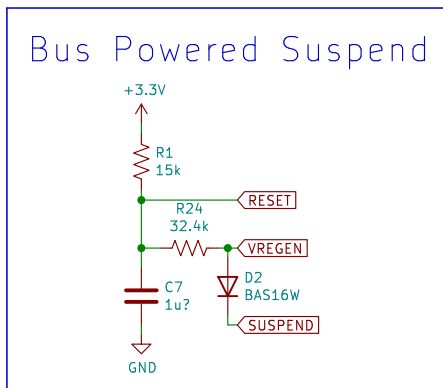 Bus Powered Suspend
+3.3V
R1
15k
RESET
R24
32.4k
VREGEN
D2
BAS16W
C7
1u?
SUSPEND
GND